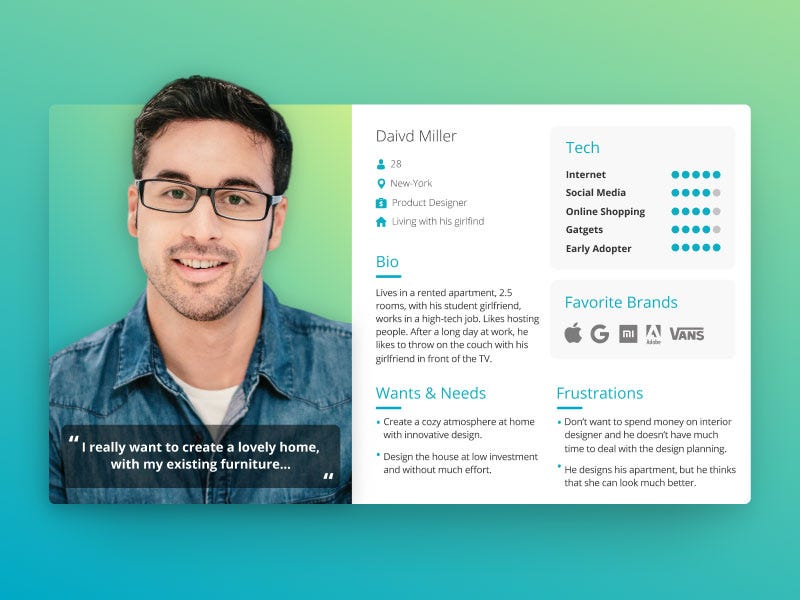 Daivd Miller
28
New-York
Product Designer
Living with his girlfind
Bio
Lives in a rented apartment, 2.5
rooms, with his student girlfriend,
works in a high-tech job. Likes hosting
people. After a long day at work, he
likes to throw on the couch with his
girlfriend in front of the TV.
Tech
Internet
Social Media
Online Shopping
Gatgets
Early Adopter
Favorite Brands
G
MI
Adobe
VANS
Wants & Needs
• Create a cozy atmosphere at home
with innovative design.
• Design the house at low investment
and without much effort.
Frustrations
• Don’t want to spend money on interior
designer and he doesn’t have much
time to deal with the design planning.
• He designs his apartment, but he thinks
that she can look much better.
“ I really want to create a lovely home,
with my existing furniture... “